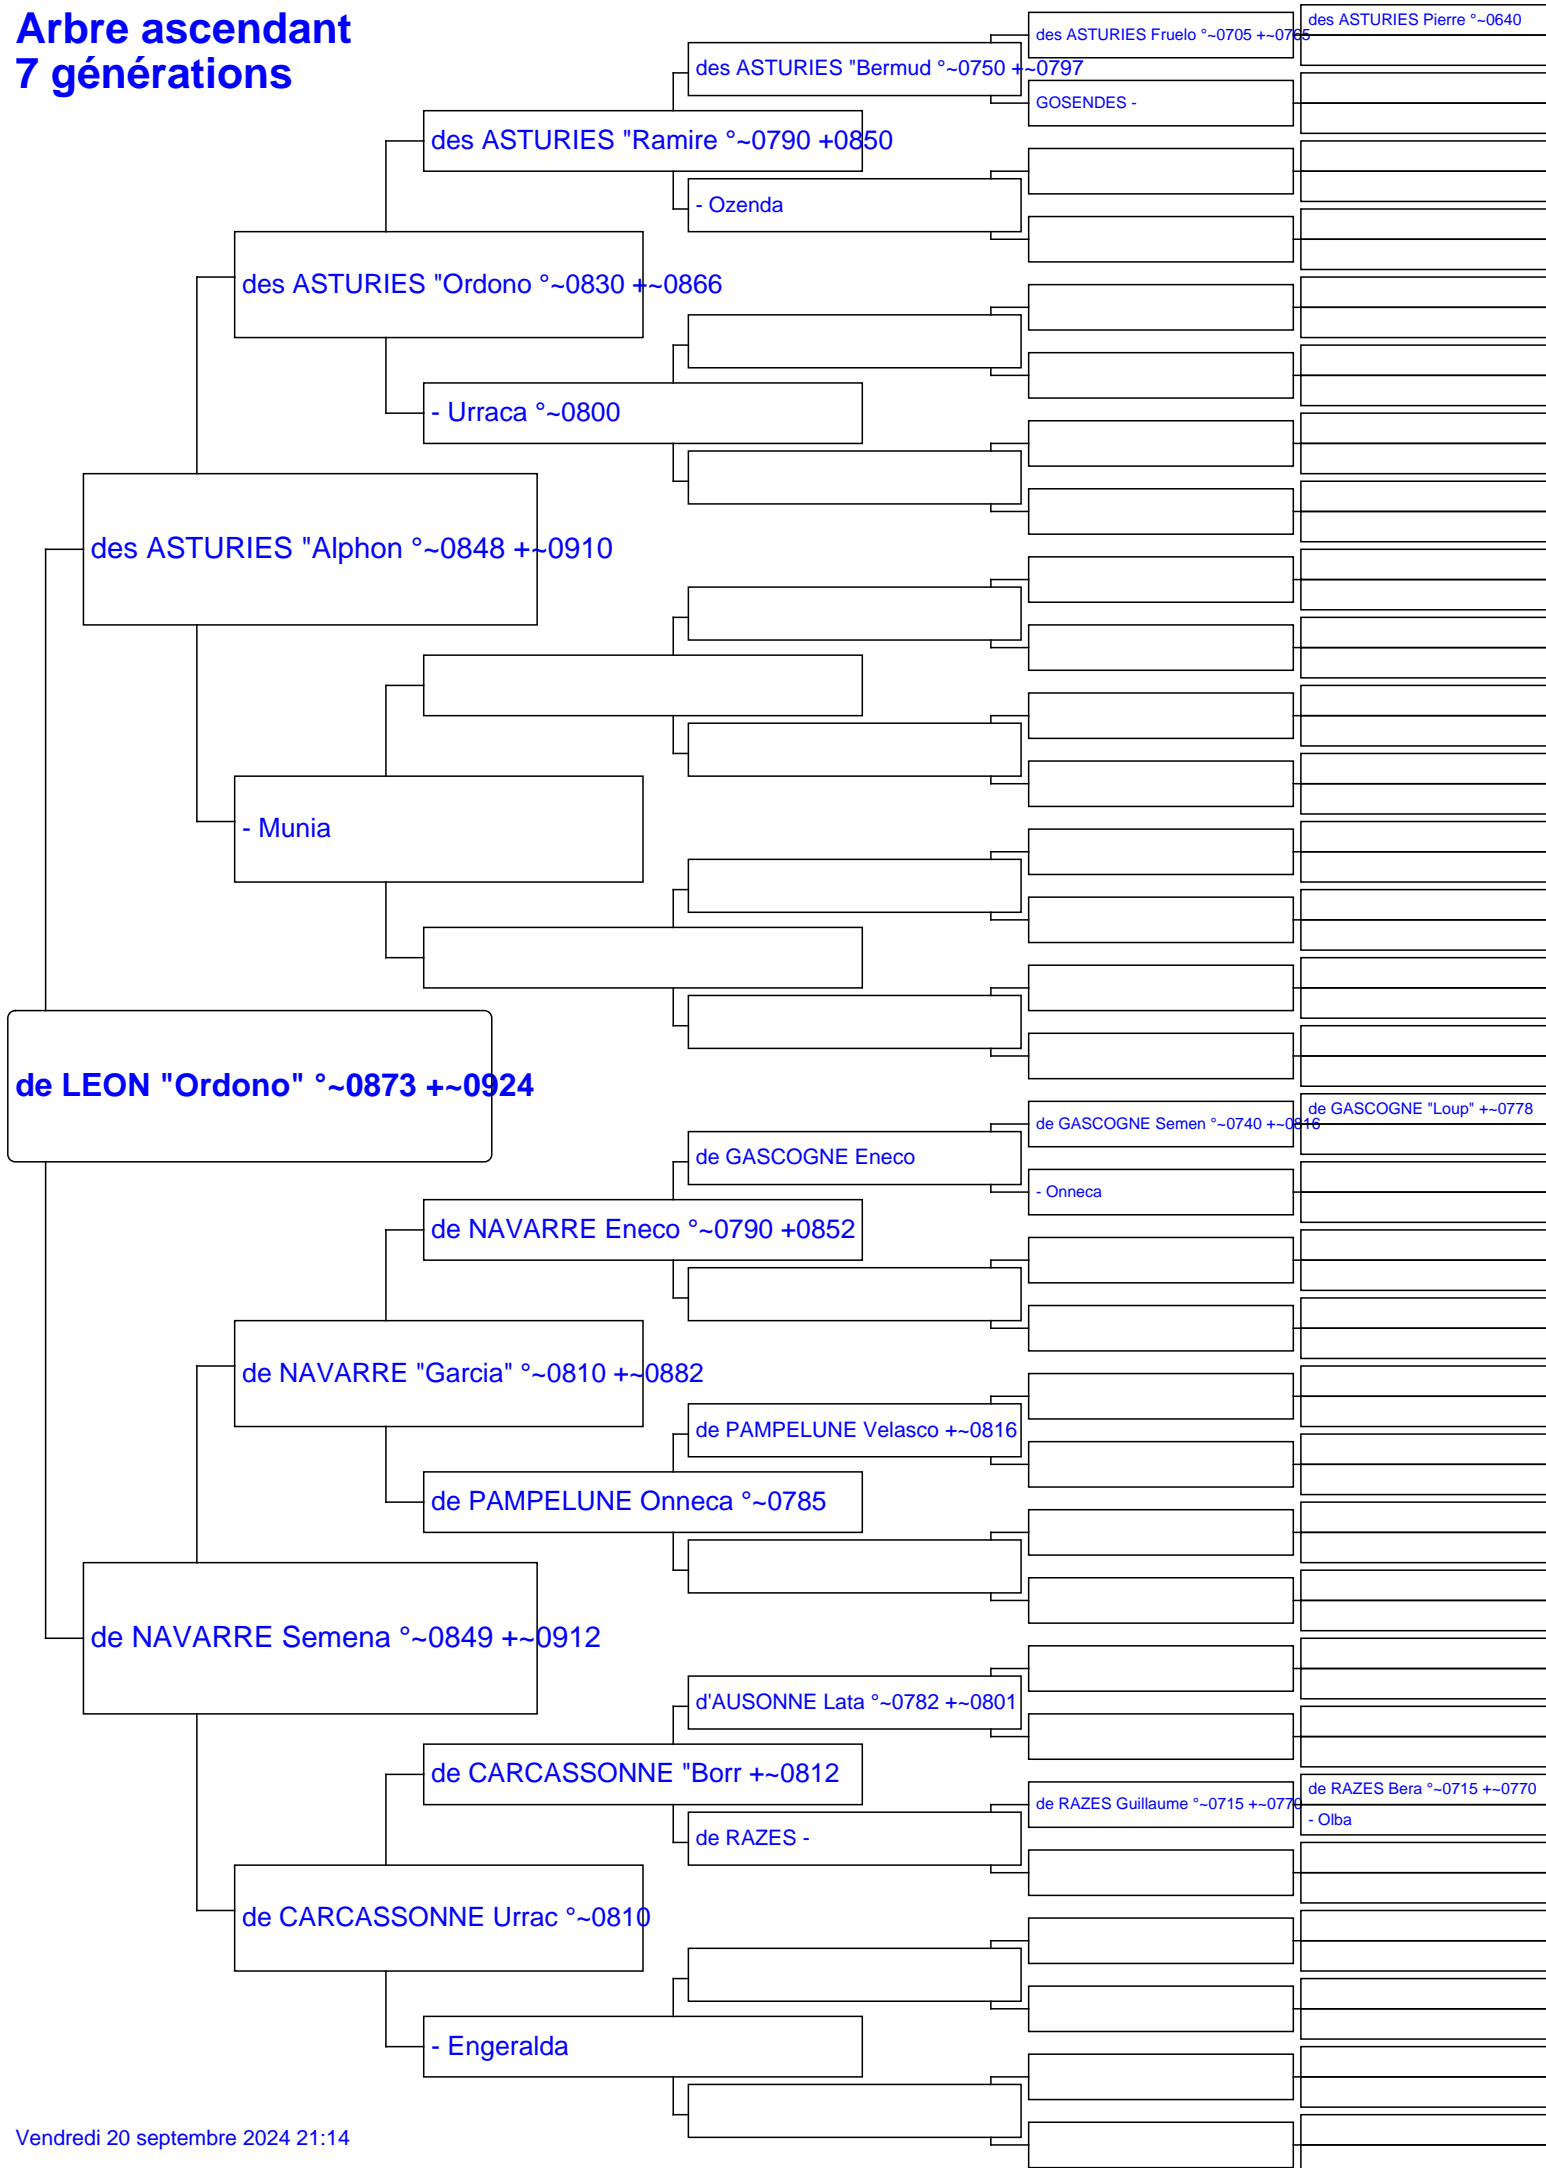 Arbre ascendant
7 générations
des ASTURIES Pierre °~0640
des ASTURIES Fruelo °~0705 +~0765
des ASTURIES "Bermud °~0750 +~0797
GOSENDES -
des ASTURIES "Ramire °~0790 +0850
- Ozenda
des ASTURIES "Ordono °~0830 +~0866
- Urraca °~0800
des ASTURIES "Alphon °~0848 +~0910
- Munia
de LEON "Ordono" °~0873 +~0924
de GASCOGNE "Loup" +~0778
de GASCOGNE Semen °~0740 +~0816
de GASCOGNE Eneco
- Onneca
de NAVARRE Eneco °~0790 +0852
de NAVARRE "Garcia" °~0810 +~0882
de PAMPELUNE Velasco +~0816
de PAMPELUNE Onneca °~0785
de NAVARRE Semena °~0849 +~0912
d'AUSONNE Lata °~0782 +~0801
de CARCASSONNE "Borr +~0812
de RAZES Bera °~0715 +~0770
de RAZES Guillaume °~0715 +~0770
- Olba
de RAZES -
de CARCASSONNE Urrac °~0810
- Engeralda
Vendredi 20 septembre 2024 21:14